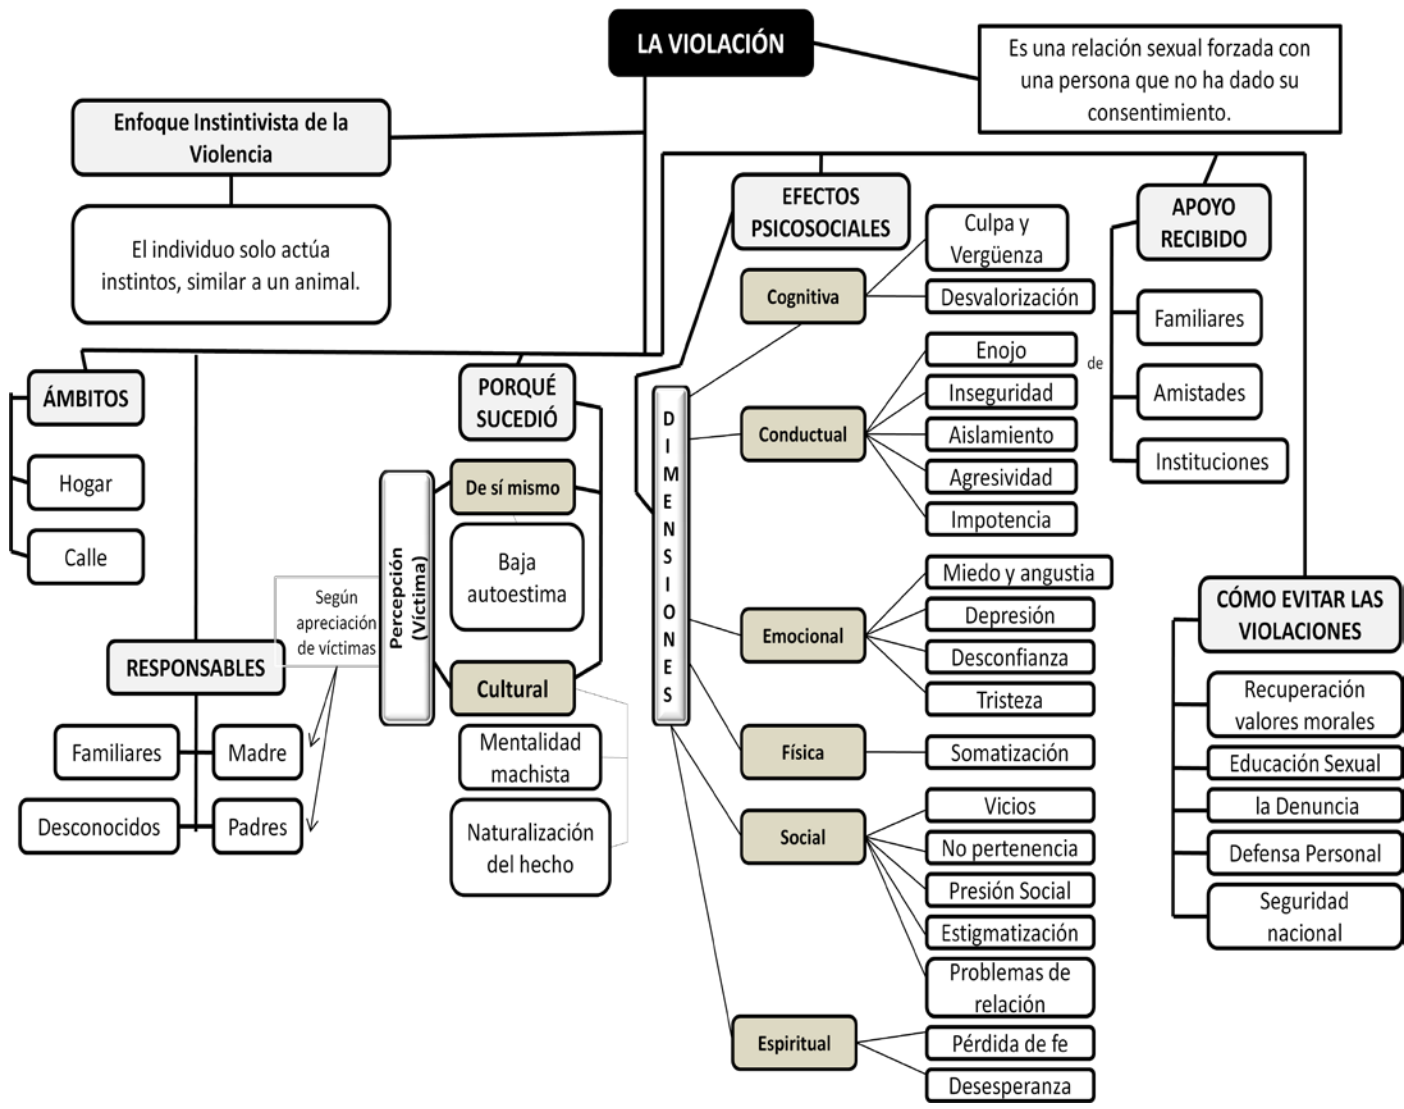 LA VIOLACIÓN
Es una relación sexual forzada con
una persona que no ha dado su
consentimiento.
Enfoque Instintivista de la
Violencia
El individuo solo actúa
instintos, similar a un animal.
ÁMBITOS
Hogar
Calle
RESPONSABLES
Familiares
Madre
Desconocidos
Padres
Según
apreciación
de víctimas
Percepción
(Víctima)
PORQUÉ
SUCEDIÓ
De sí mismo
Baja
autoestima
Cultural
Mentalidad
machista
Naturalización
del hecho
EFECTOS
PSICOSOCIALES
DIMENSIONES
Cognitiva
Culpa y
Vergüenza
Desvalorización
Conductual
Enojo
Inseguridad
Aislamiento
Agresividad
Impotencia
Emocional
Miedo y angustia
Depresión
Desconfianza
Tristeza
Física
Somatización
Social
Vicios
No pertenencia
Presión Social
Estigmatización
Problemas de
relación
Espiritual
Pérdida de fe
Desesperanza
APOYO
RECIBIDO
de
Familiares
Amistades
Instituciones
CÓMO EVITAR LAS
VIOLACIONES
Recuperación
valores morales
Educación Sexual
la Denuncia
Defensa Personal
Seguridad
nacional